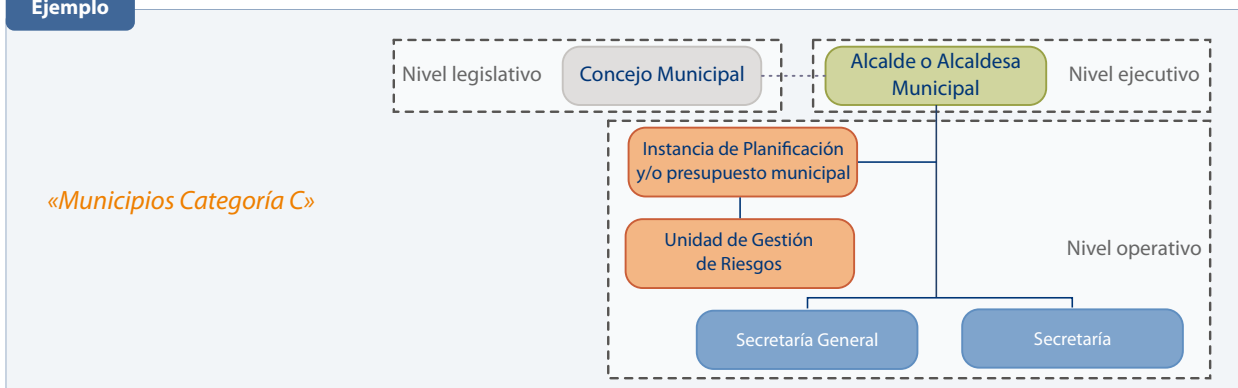 Ejemplo
Nivel legislativo
Concejo Municipal
Alcalde o Alcaldesa
Municipal
Nivel ejecutivo
Instancia de Planificación
y/o presupuesto municipal
«Municipios Categoría C»
Unidad de Gestión
de Riesgos
Nivel operativo
Secretaría General
Secretaría